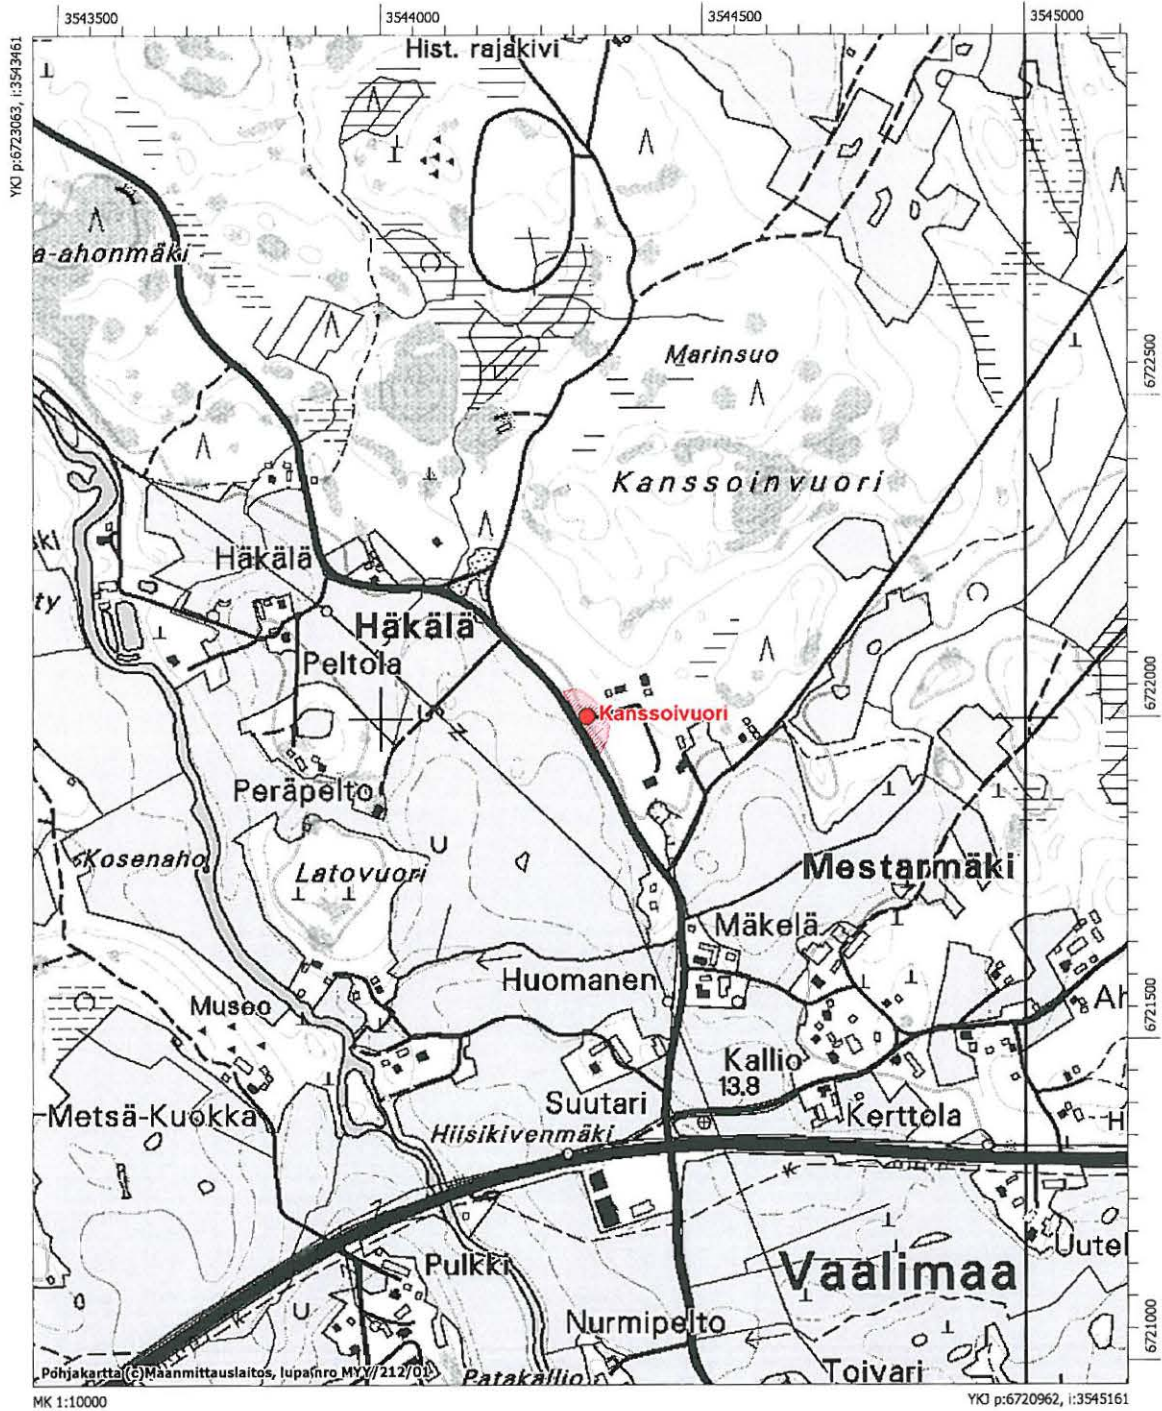 3543500
3544000
3544500
3545000
YKJ p:6723063, i:3543461
Hist. rajakivi
a-ahonmäki
Marinsuo
6722500
Kanssoinvuori
Häkälä
ty
Häkälä
Peltola
6722000
Kanssoivuori
Peräpelto
U
Kosenaho
Latovuori
Mestarmäki
Mäkelä
Huomanen
Museo
6721500
Kallio
13.8
Suutari
Metsä-Kuokka
Kerttola
Hiisikivenmäki
H
K
Uutel
Pulkki
Vaalimaa
U
Nurmipelto
6721000
K
Toivari
Patakallio
Pohjakartta (c)Maanmittauslaitos, lupa nro MYY/212/01
MK 1:10000
YKJ p:6720962, i:3545161